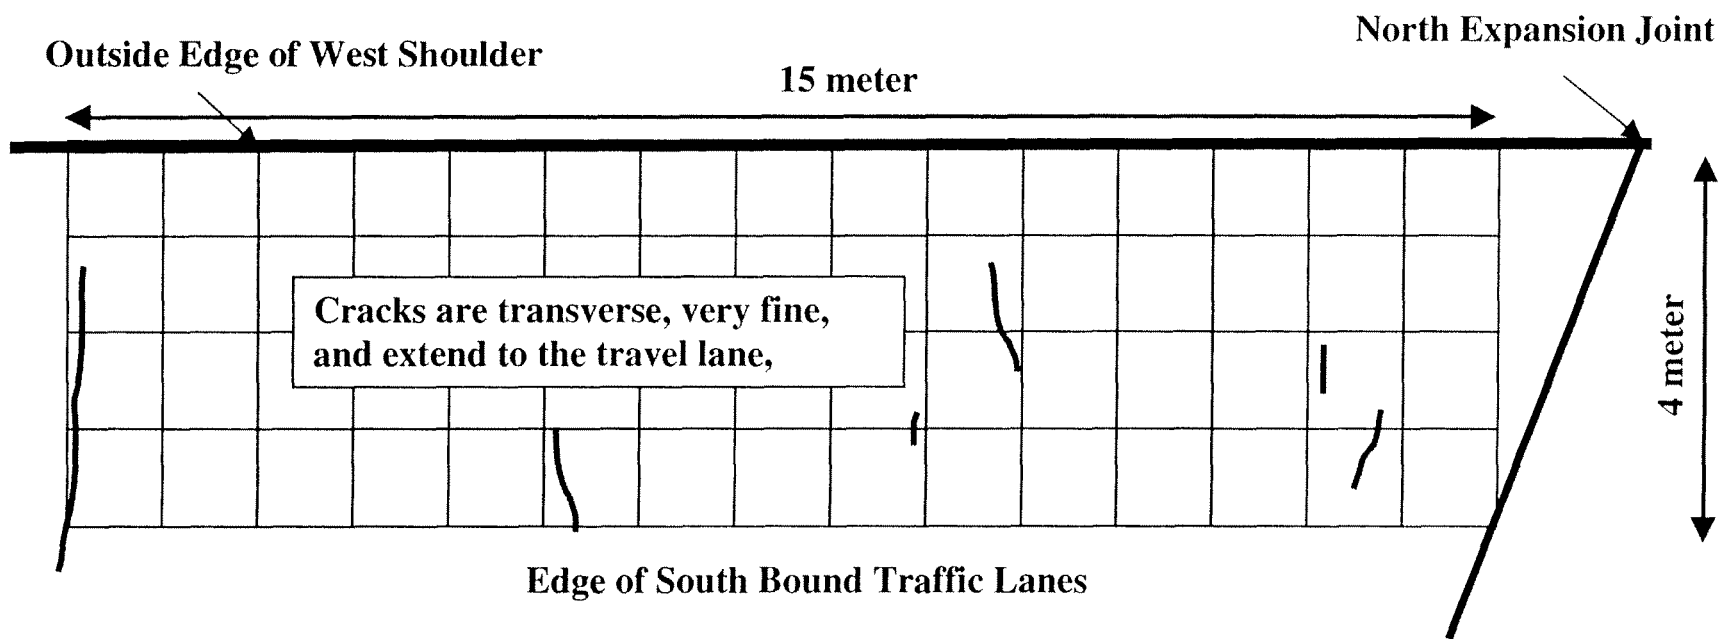 North Expansion Joint
Outside Edge of West Shoulder
15 meter
Cracks are transverse, very fine,
and extend to the travel lane,
4 meter
Edge of South Bound Traffic Lanes